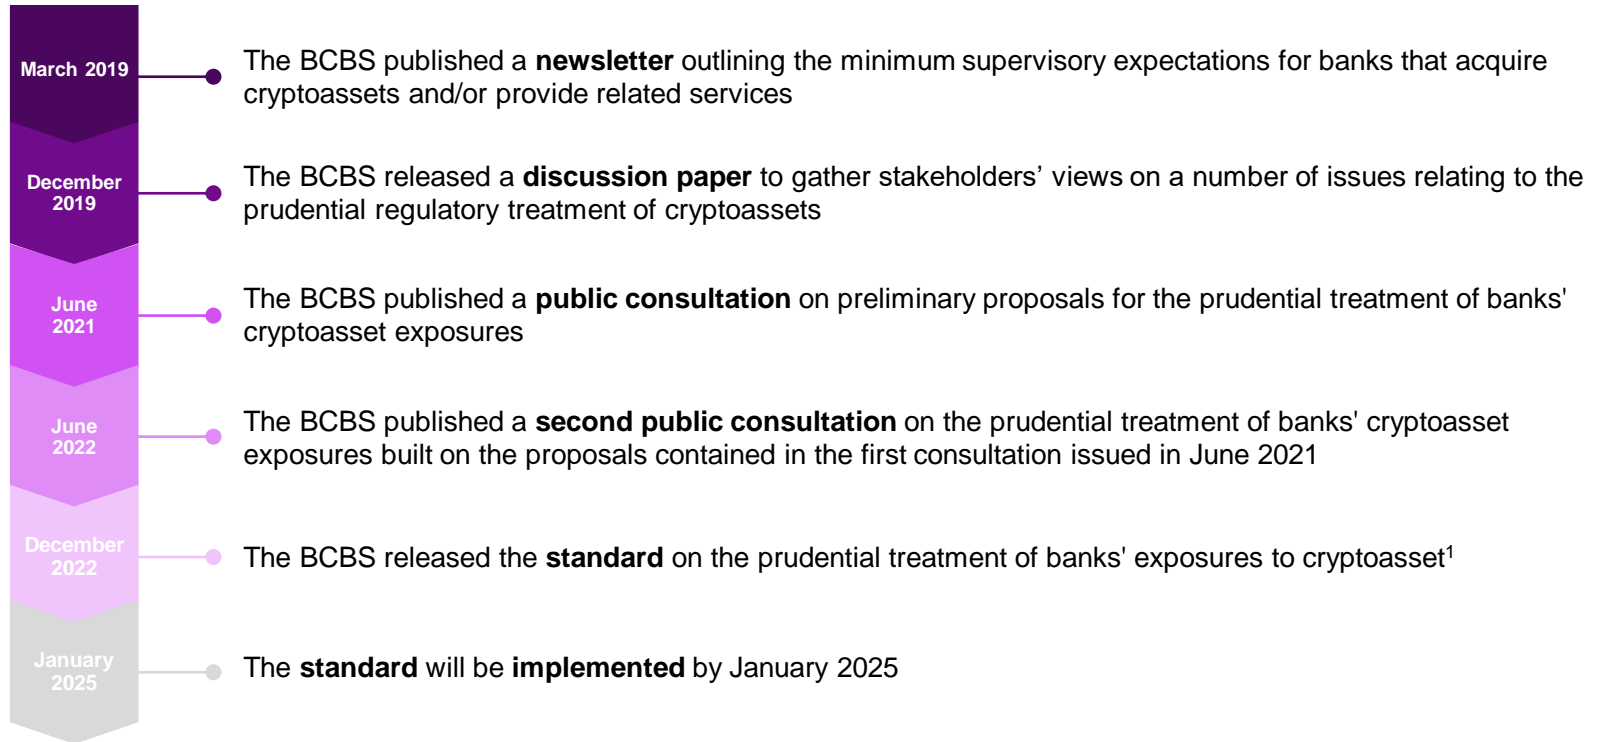 March 2019
The BCBS published a newsletter outlining the minimum supervisory expectations for banks that acquire
cryptoassets and/or provide related services
December
2019
The BCBS released a discussion paper to gather stakeholders’ views on a number of issues relating to the
prudential regulatory treatment of cryptoassets
June
2021
The BCBS published a public consultation on preliminary proposals for the prudential treatment of banks'
cryptoasset exposures
June
2022
The BCBS published a second public consultation on the prudential treatment of banks' cryptoasset
exposures built on the proposals contained in the first consultation issued in June 2021
December
2022
The BCBS released the standard on the prudential treatment of banks' exposures to cryptoasset¹
January
2025
The standard will be implemented by January 2025